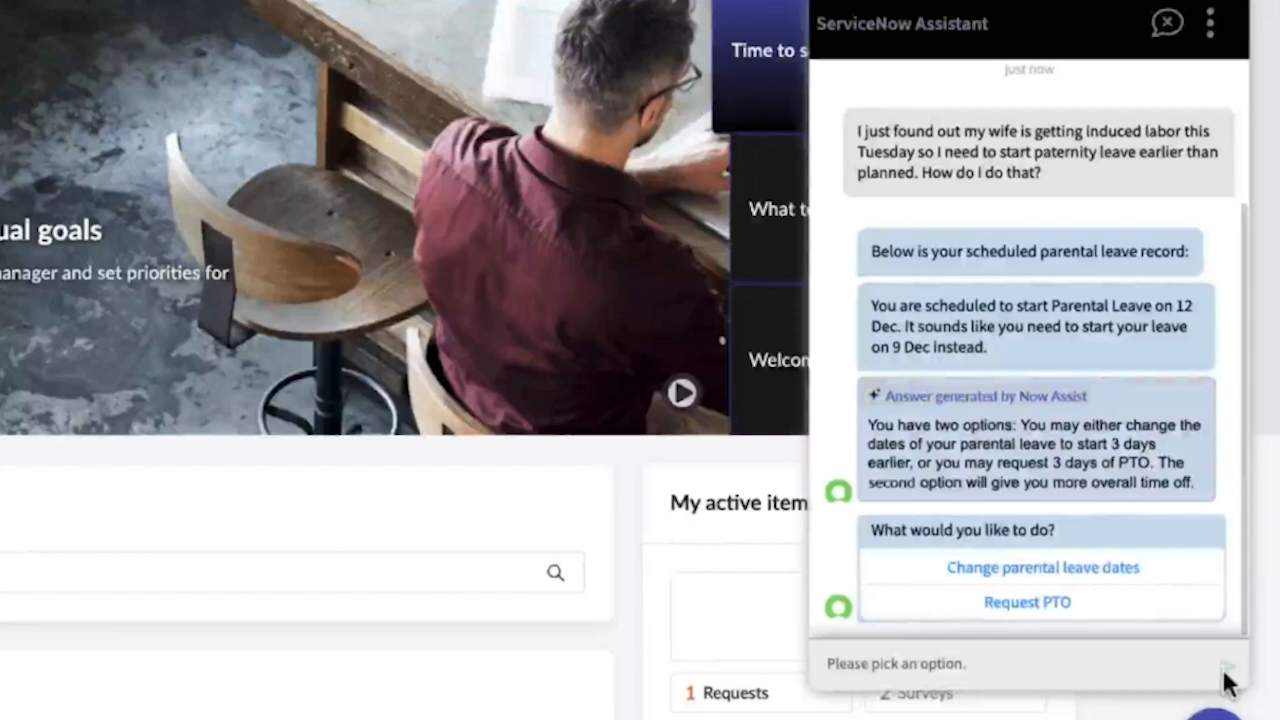 ServiceNow Assistant
Time to s
just now
I just found out my wife is getting induced labor this
Tuesday so I need to start paternity leave earlier than
planned. How do I do that?
What t
ual goals
anager and set priorities for
Below is your scheduled parental leave record:
You are scheduled to start Parental Leave on 12
Dec. It sounds like you need to start your leave
on 9 Dec instead.
Welcon
Answer generated by Now Assist
You have two options: You may either change the
dates of your parental leave to start 3 days
earlier, or you may request 3 days of PTO. The
second option will give you more overall time off.
My active item
What would you like to do?
Change parental leave dates
Request PTO
Please pick an option.
1 Requests
2 Surveys